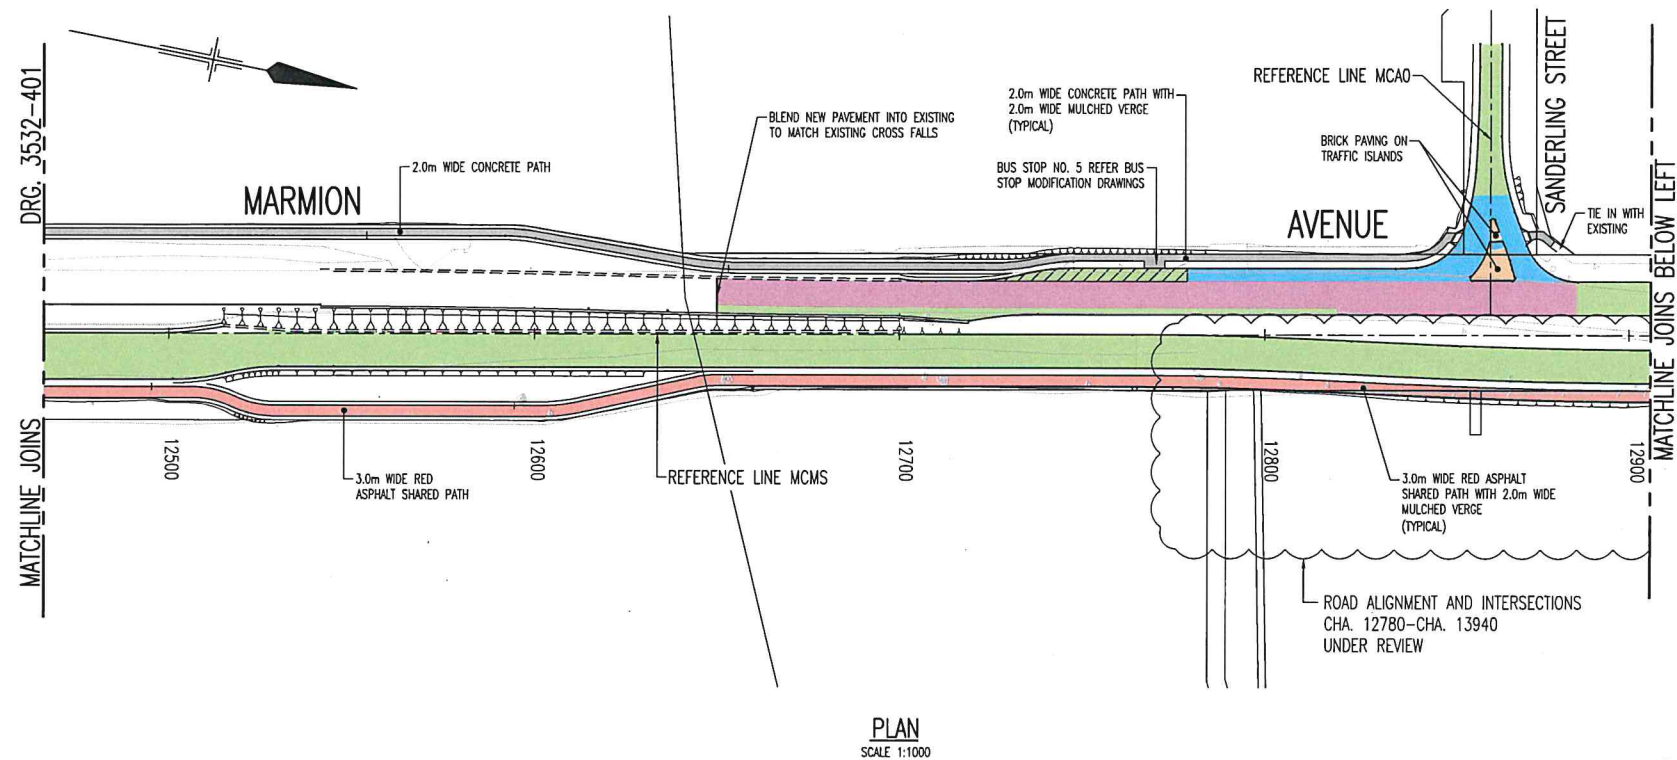 MATCHLINE JOINS DRG. 3532-401
MARMION
2.0m WIDE CONCRETE PATH
BLEND NEW PAVEMENT INTO EXISTING
TO MATCH EXISTING CROSS FALLS
2.0m WIDE CONCRETE PATH WITH
2.0m WIDE MULCHED VERGE
(TYPICAL)
BUS STOP NO. 5 REFER BUS
STOP MODIFICATION DRAWINGS
REFERENCE LINE MCAO
BRICK PAVING ON
TRAFFIC ISLANDS
AVENUE
SANDERLING STREET
TIE IN WITH
EXISTING
MATCHLINE JOINS BELOW LEFT
12500
12600
12700
12800
12900
3.0m WIDE RED
ASPHALT SHARED PATH
REFERENCE LINE MCMS
3.0m WIDE RED ASPHALT
SHARED PATH WITH 2.0m WIDE
MULCHED VERGE
(TYPICAL)
ROAD ALIGNMENT AND INTERSECTIONS
CHA. 12780-CHA. 13940
UNDER REVIEW
PLAN
SCALE 1:1000